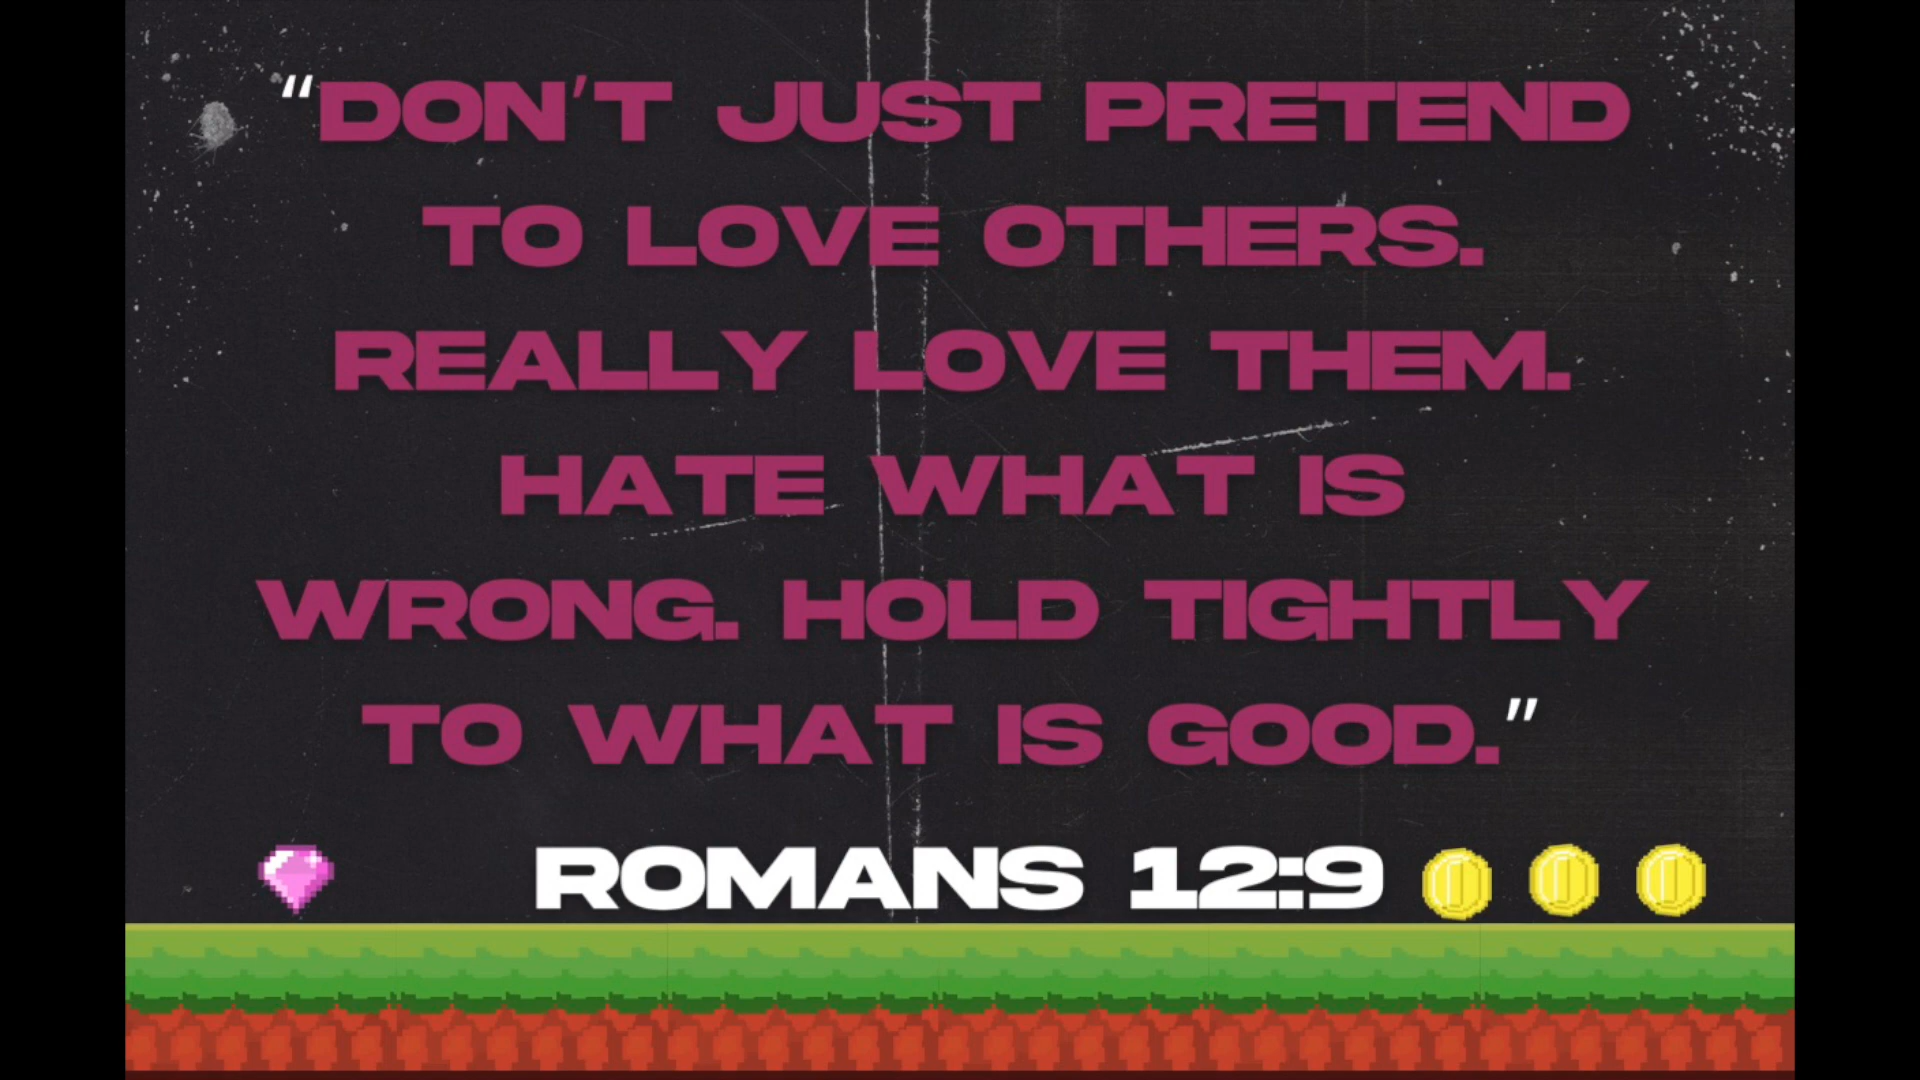 “DON’T JUST PRETEND
TO LOVE OTHERS.
REALLY LOVE THEM.
HATE WHAT IS
WRONG. HOLD TIGHTLY
TO WHAT IS GOOD.”
ROMANS 12:9